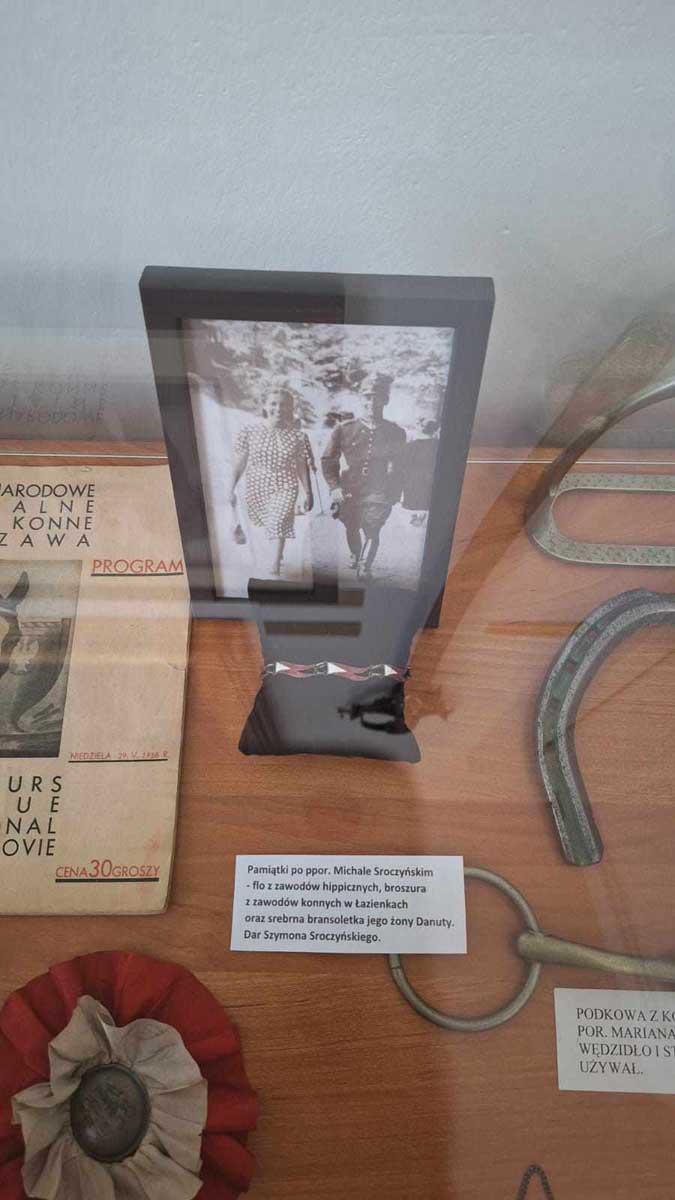 NARODOWE
ALNE
KONNE
ZAWA
PROGRAM
NIEDZIELA 29. V. 1938 R.
URS
UE
ONAL
OVIE
CENA 30 GROSZY
Pamiątki po ppor. Michale Sroczyńskim
- flo z zawodów hippicznych, broszura
z zawodów konnych w Łazienkach
oraz srebrna bransoletka jego żony Danuty.
Dar Szymona Sroczyńskiego.
PODKOWA Z KO
POR. MARIANA
WĘDZIDŁO I ST
UŻYWAŁ.